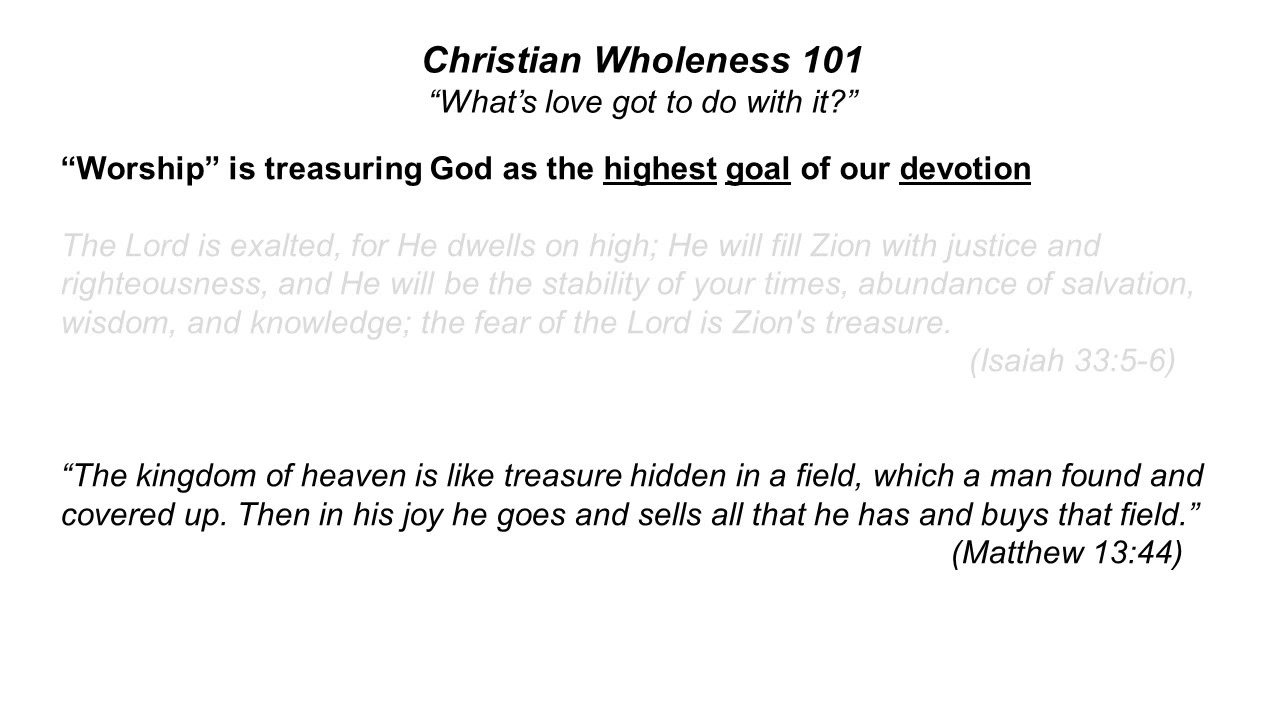 Christian Wholeness 101
“What’s love got to do with it?”
“Worship” is treasuring God as the highest goal of our devotion
The Lord is exalted, for He dwells on high; He will fill Zion with justice and
righteousness, and He will be the stability of your times, abundance of salvation,
wisdom, and knowledge; the fear of the Lord is Zion's treasure.
(Isaiah 33:5-6)
“The kingdom of heaven is like treasure hidden in a field, which a man found and
covered up. Then in his joy he goes and sells all that he has and buys that field.”
(Matthew 13:44)